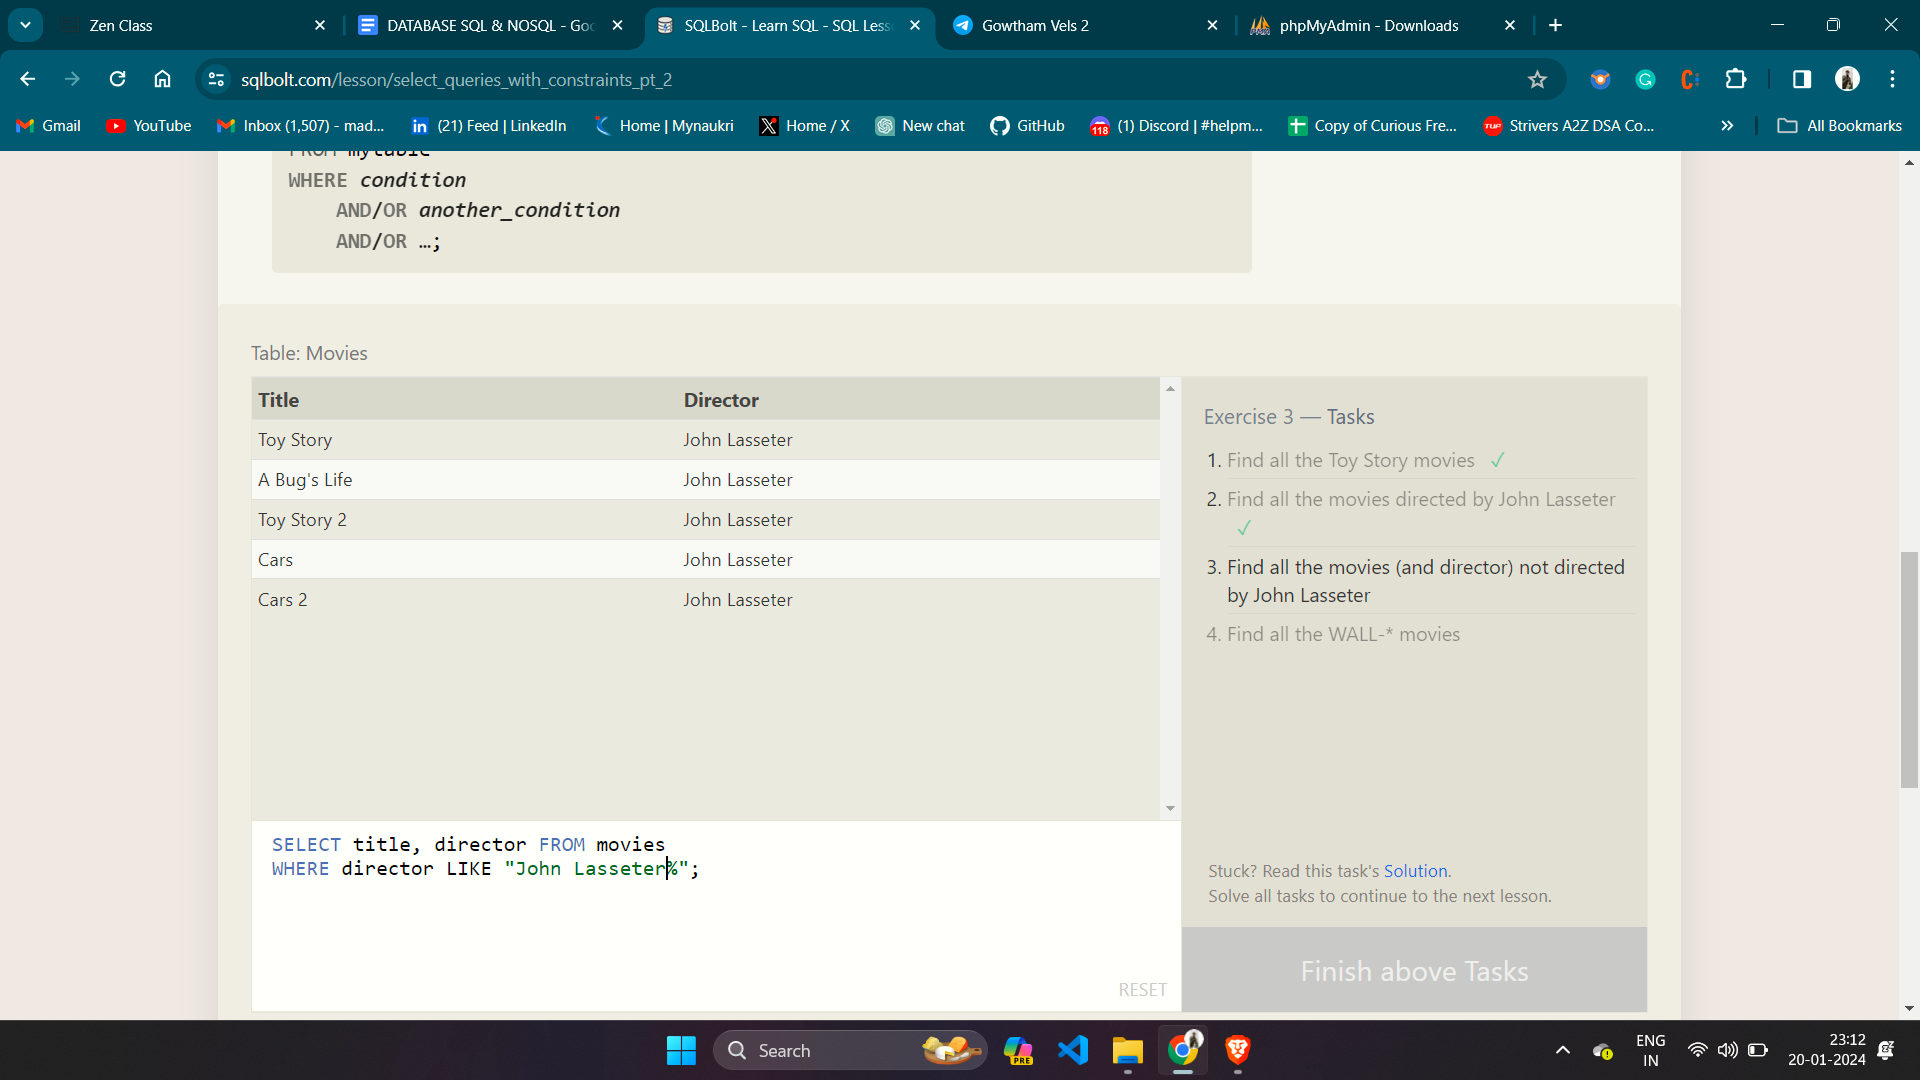 Zen Class
DATABASE SQL & NOSQL - Goo
SQLBolt - Learn SQL - SQL Less
Gowtham Vels 2
phpMyAdmin - Downloads
sqlbolt.com/lesson/select_queries_with_constraints_pt_2
Gmail
YouTube
Inbox (1,507) - mad...
(21) Feed | LinkedIn
Home | Mynaukri
Home / X
New chat
GitHub
118
(1) Discord | #helpm...
Copy of Curious Fre...
TUF
Strivers A2Z DSA Co...
All Bookmarks
FROM mytable
WHERE condition
AND/OR another_condition
AND/OR …;
Table: Movies
Title Director
Toy Story John Lasseter
A Bug's Life John Lasseter
Toy Story 2 John Lasseter
Cars John Lasseter
Cars 2 John Lasseter
SELECT title, director FROM movies
WHERE director LIKE "John Lasseter%";
RESET
Exercise 3 — Tasks
1. Find all the Toy Story movies ✓
2. Find all the movies directed by John Lasseter
✓
3. Find all the movies (and director) not directed
by John Lasseter
4. Find all the WALL-* movies
Stuck? Read this task's Solution.
Solve all tasks to continue to the next lesson.
Finish above Tasks
Search
PRE
ENG
IN
23:12
20-01-2024